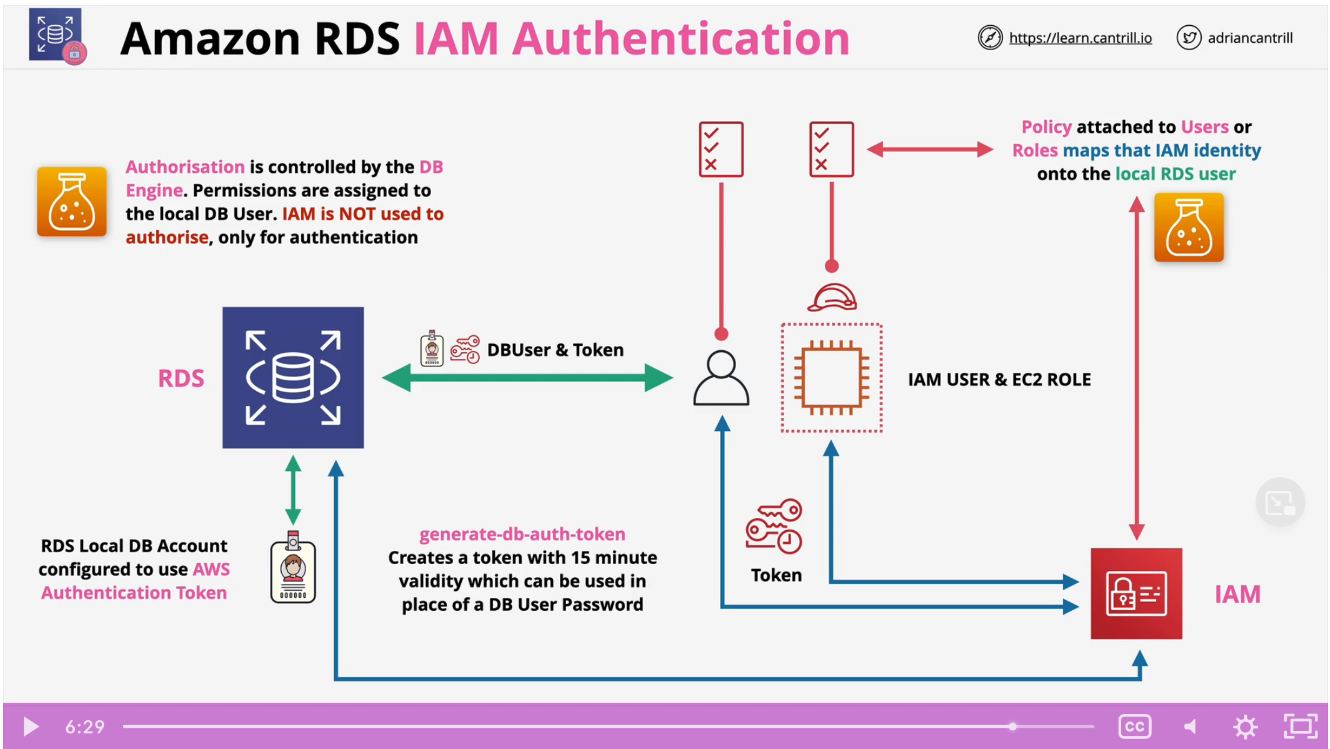 Amazon RDS IAM Authentication
https://learn.cantrill.io
adriancantrill
Authorisation is controlled by the DB
Engine. Permissions are assigned to
the local DB User. IAM is NOT used to
authorise, only for authentication
Policy attached to Users or
Roles maps that IAM identity
onto the local RDS user
RDS
DBUser & Token
IAM USER & EC2 ROLE
RDS Local DB Account
configured to use AWS
Authentication Token
generate-db-auth-token
Creates a token with 15 minute
validity which can be used in
place of a DB User Password
Token
IAM
6:29
CC